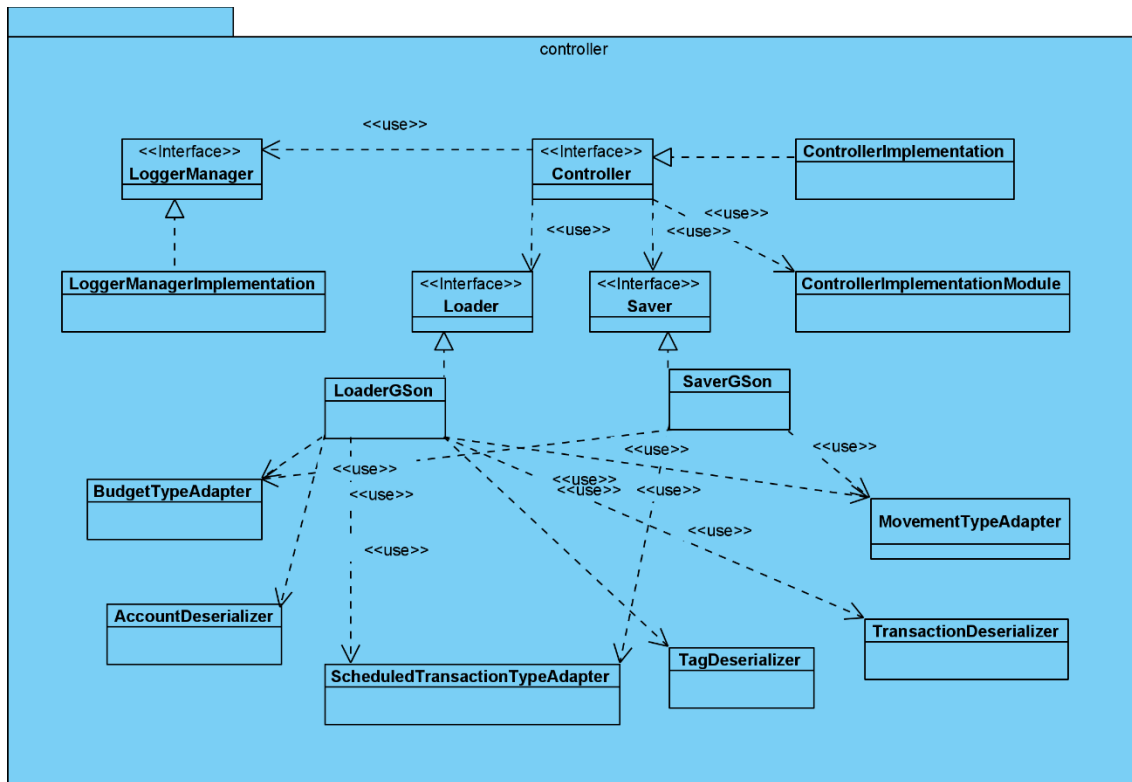 controller
<<use>>
<<Interface>>
LoggerManager
<<Interface>>
Controller
ControllerImplementation
<<use>>
<<use>>
<<use>>
LoggerManagerImplementation
<<Interface>>
Loader
<<Interface>>
Saver
ControllerImplementationModule
LoaderGSon
SaverGSon
<<use>>
<<use>>
<<use>>
<<use>>
<<use>>
<<use>>
<<use>>
<<use>>
<<use>>
BudgetTypeAdapter
MovementTypeAdapter
AccountDeserializer
ScheduledTransactionTypeAdapter
TagDeserializer
TransactionDeserializer